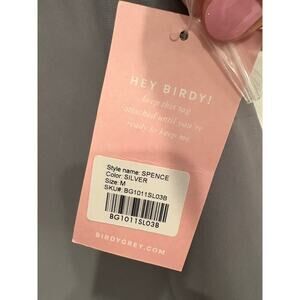 HEY BIRDY!
keep this tag
attached until you're
ready to keep me.
Style name: SPENCE
Color: SILVER
Size: M
SKU#: BG1011SL03B
BG1011SL03B
BIRDYGREY.COM